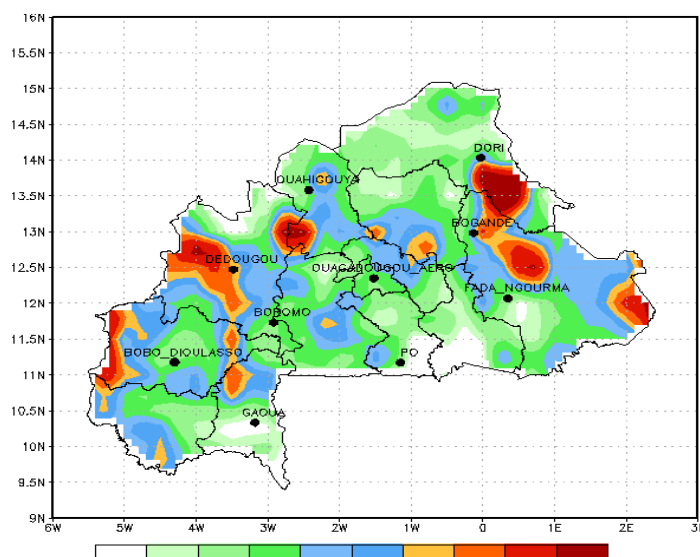 16N
15.5N
15N
14.5N
14N
DORI
13.5N
OUAHIGOUYA
13N
BOGANDE
12.5N
DEDOUGOU
OUAGADOUGOU_AERO
12N
FADA_NGOURMA
11.5N
BOROMO
11N
BOBO_DIOULASSO
PO
10.5N
GAOUA
10N
9.5N
9N
6W 5W 4W 3W 2W 1W 0 1E 2E 3E